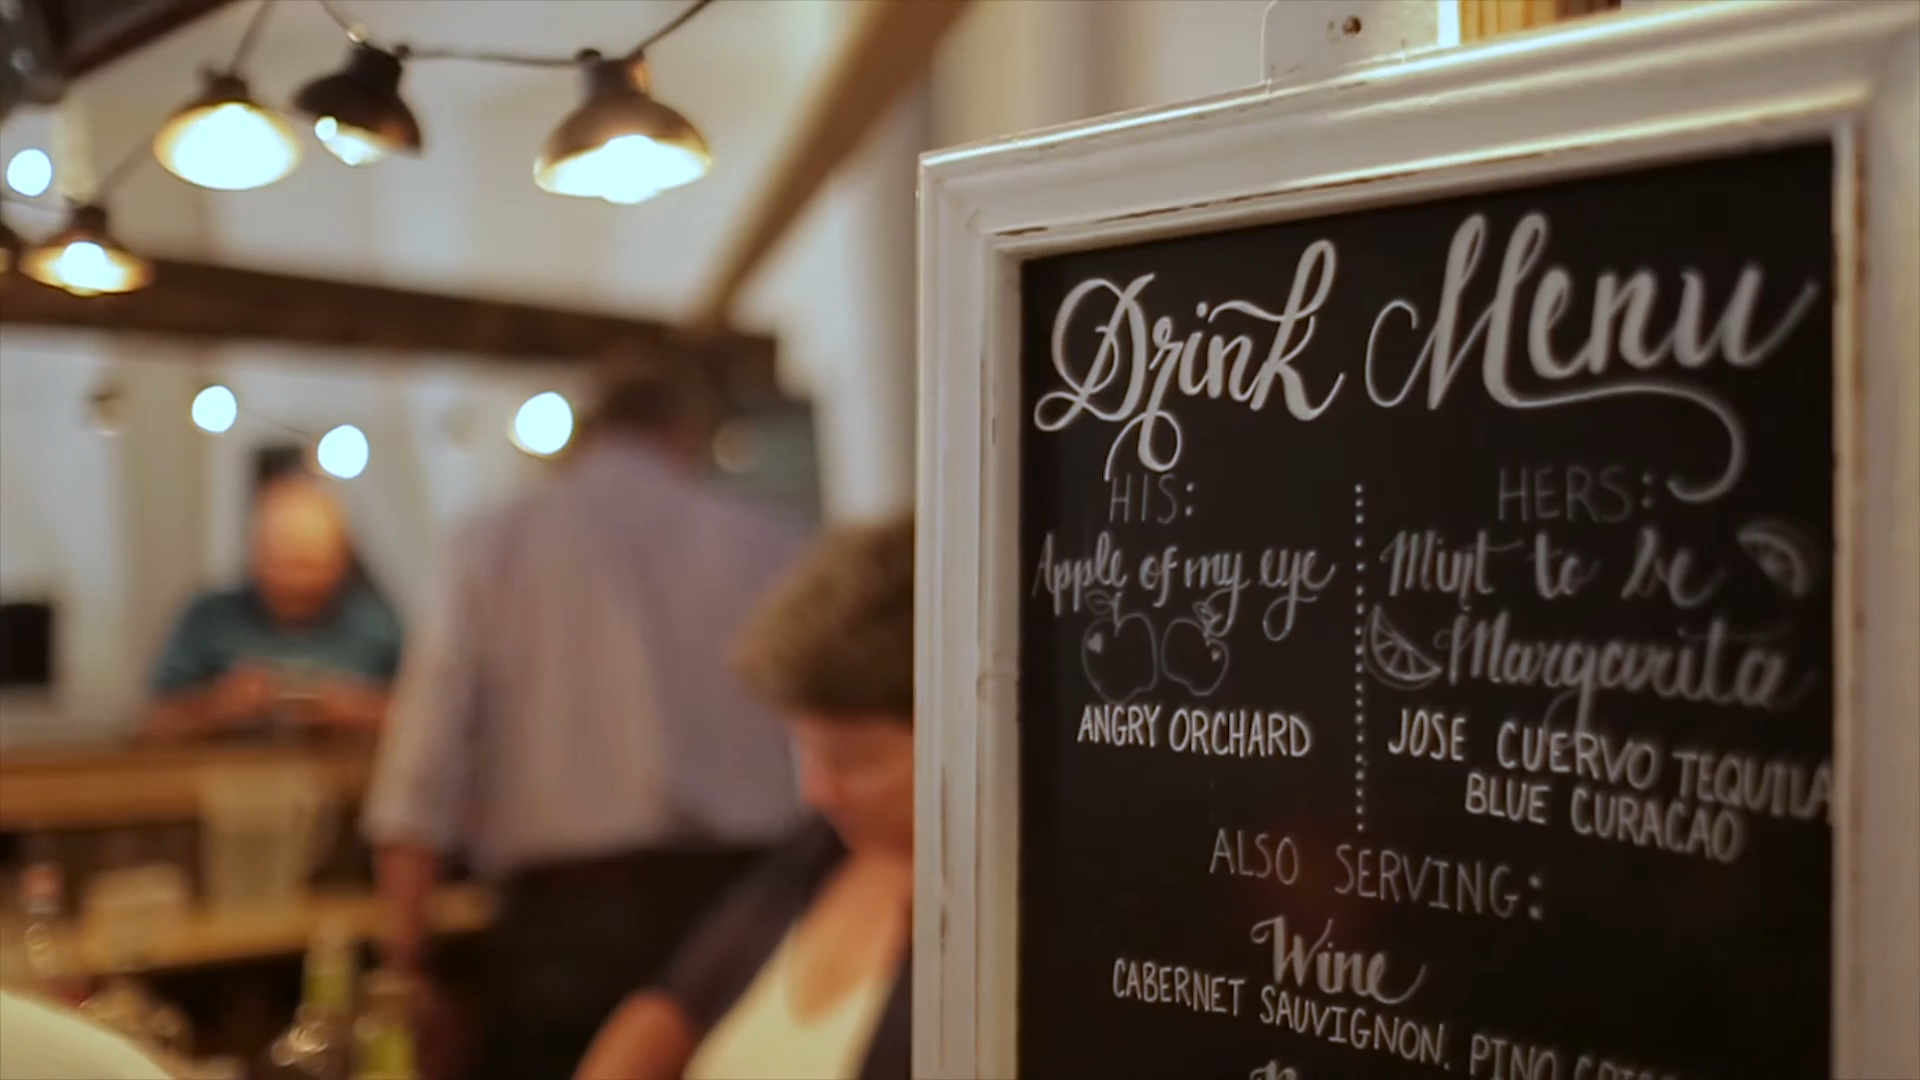 Drink Menu
HIS:
Apple of my eye
ANGRY ORCHARD
HERS:
Mint to be
Margarita
JOSE CUERVO TEQUILA
BLUE CURACAO
ALSO SERVING:
Wine
CABERNET SAUVIGNON. PINO